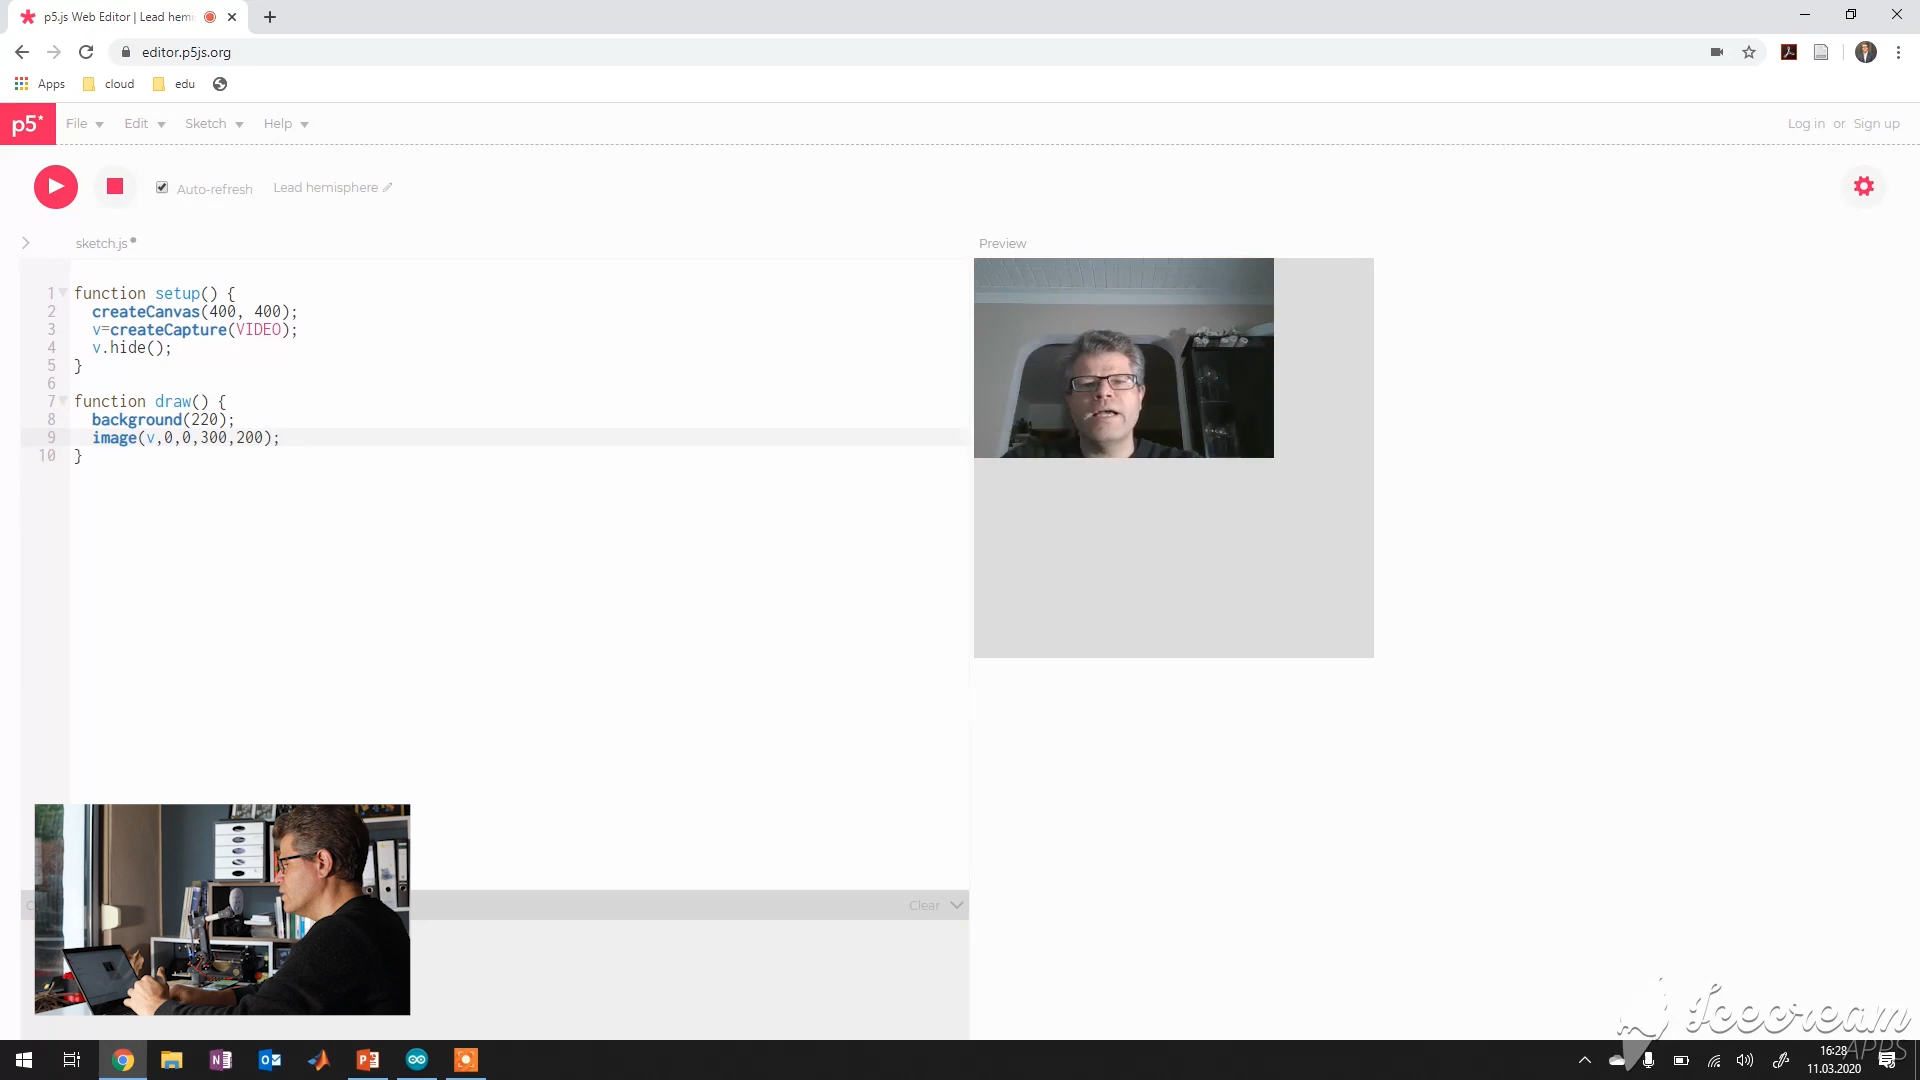 p5.js Web Editor | Lead hemi
editor.p5js.org
Apps cloud edu
p5* File Edit Sketch Help Log in or Sign up
Auto-refresh Lead hemisphere
sketch.js Preview
1 function setup() {
2 createCanvas(400, 400);
3 v=createCapture(VIDEO);
4 v.hide();
5 }
6
7 function draw() {
8 background(220);
9 image(v,0,0,300,200);
10 }
Clear
Icecream
APPS
16:28
11.03.2020